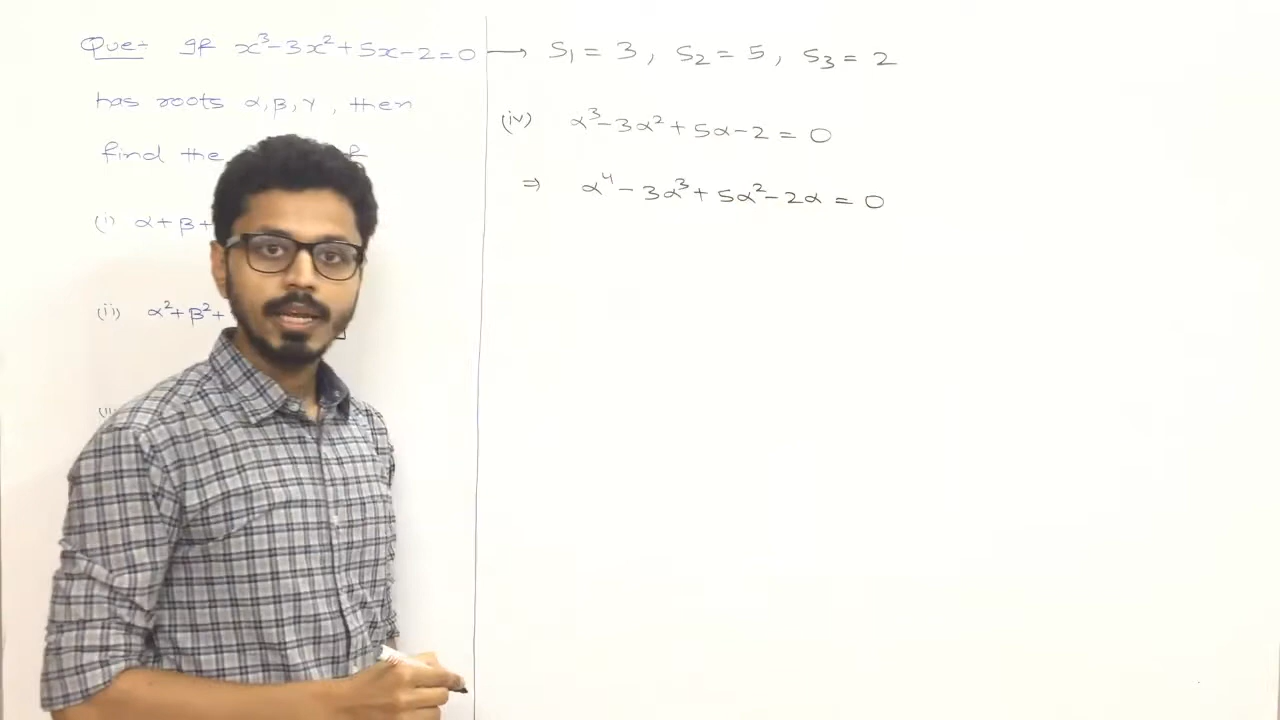 Que:- If x³-3x²+5x-2=0 → S₁ = 3, S₂ = 5, S₃ = 2
has roots α, β, γ, then
find the
(i) α+β+
(ii) α²+β²+
(iv) α³-3α²+5α-2 = 0
⇒ α⁴-3α³+5α²-2α = 0